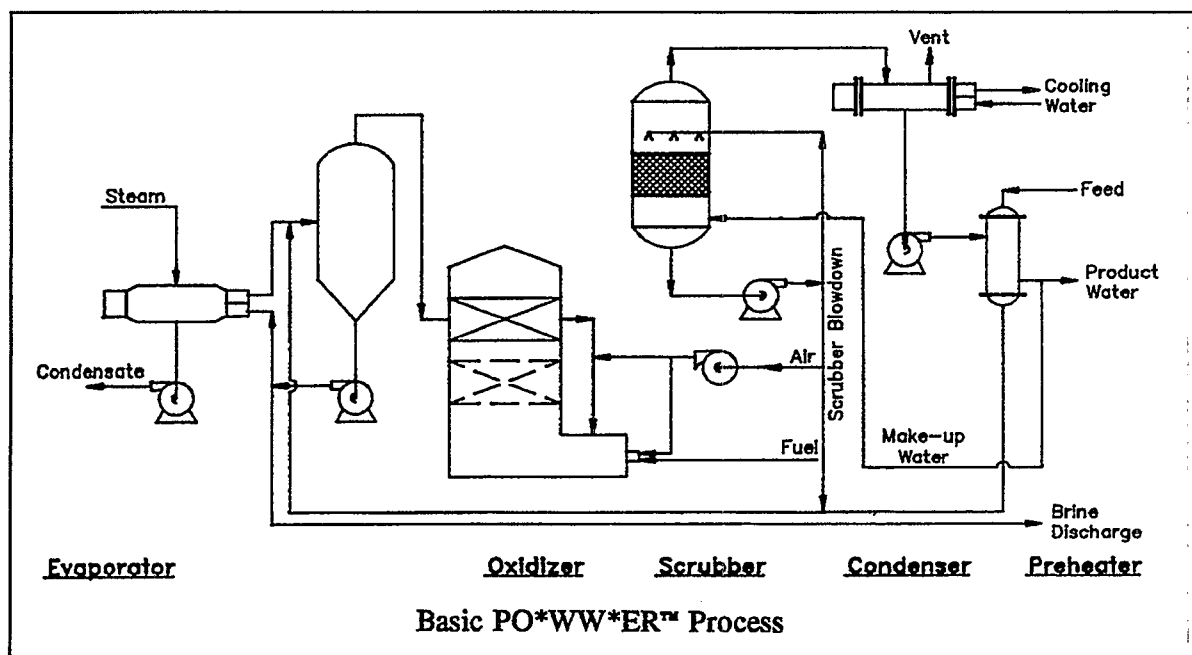 Vent
Cooling
Water
Steam
Feed
Product
Water
Scrubber Blowdown
Condensate
Air
Fuel
Make-up
Water
Brine
Discharge
Evaporator
Oxidizer
Scrubber
Condenser
Preheater
Basic PO*WW*ER™ Process